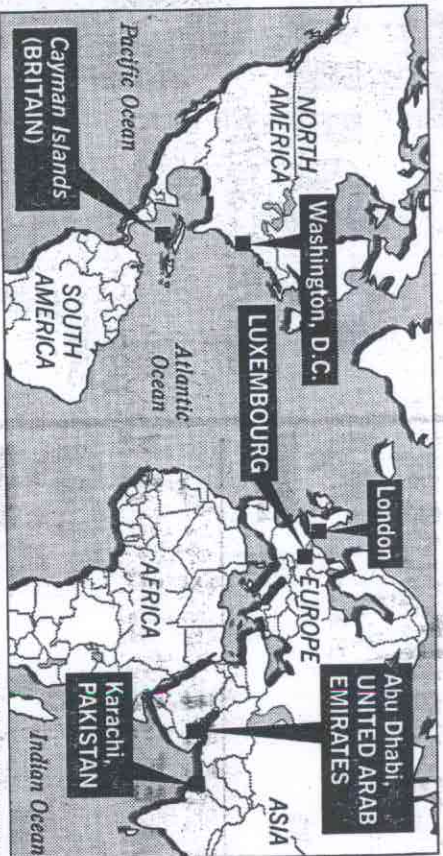 NORTH
AMERICA
Washington, D.C.
LUXEMBOURG
London
EUROPE
Abu Dhabi,
UNITED ARAB
EMIRATES
ASIA
Pacific Ocean
Cayman Islands
(BRITAIN)
SOUTH
AMERICA
Atlantic
Ocean
AFRICA
Karachi,
PAKISTAN
Indian Ocean